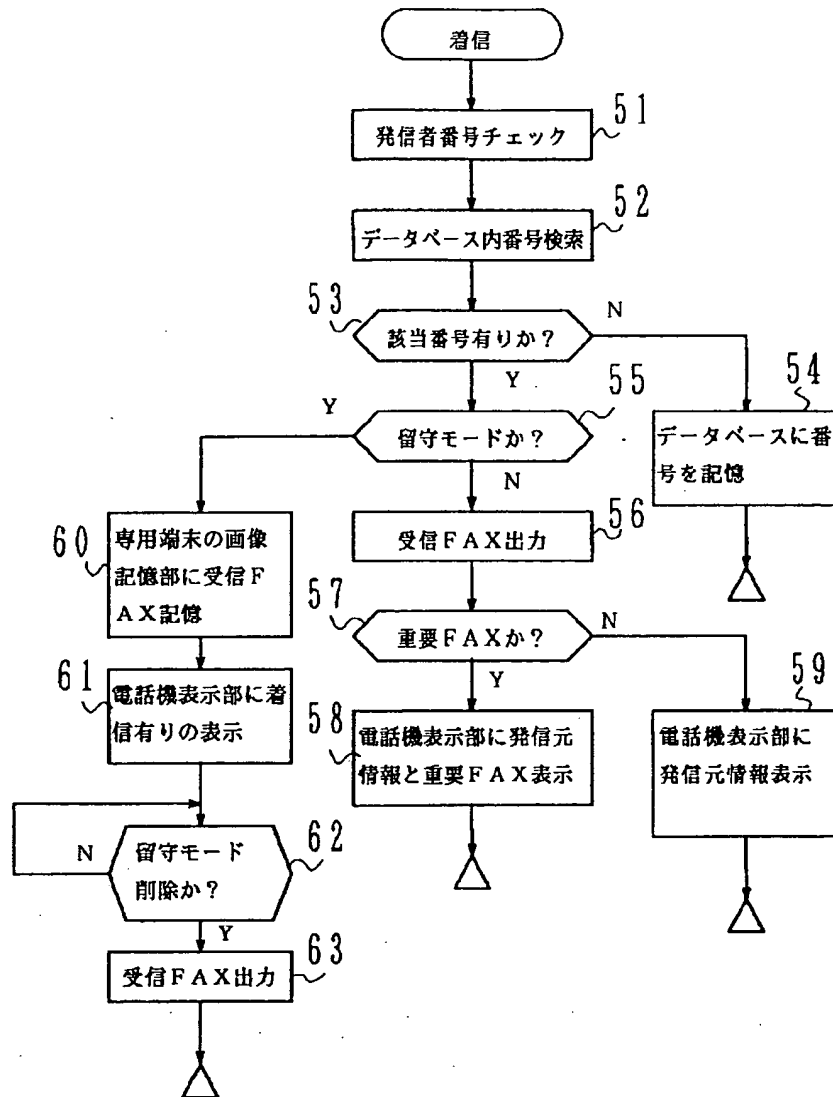 着信
51
発信者番号チェック
52
データベース内番号検索
53
該当番号有りか?
N
Y
54
データベースに番
号を記憶
55
留守モードか?
Y
N
56
受信FAX出力
57
重要FAXか?
N
Y
58
電話機表示部に発信元
情報と重要FAX表示
59
電話機表示部に
発信元情報表示
60
専用端末の画像
記憶部に受信F
AX記憶
61
電話機表示部に着
信有りの表示
62
留守モード
削除か?
N
Y
63
受信FAX出力